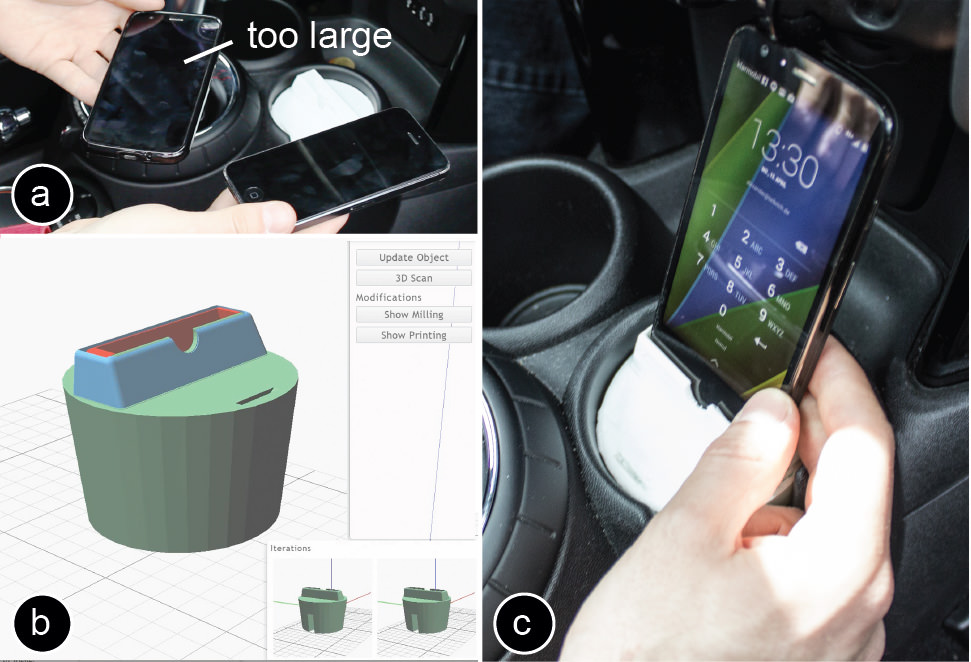 too large
a
Update Object
3D Scan
Modifications
Show Milling
Show Printing
Iterations
b
13:30
1
2 ABC
3 DEF
4
5 JKL
6 MNO
7 PQRS
8 TUV
9 WXYZ
0
c